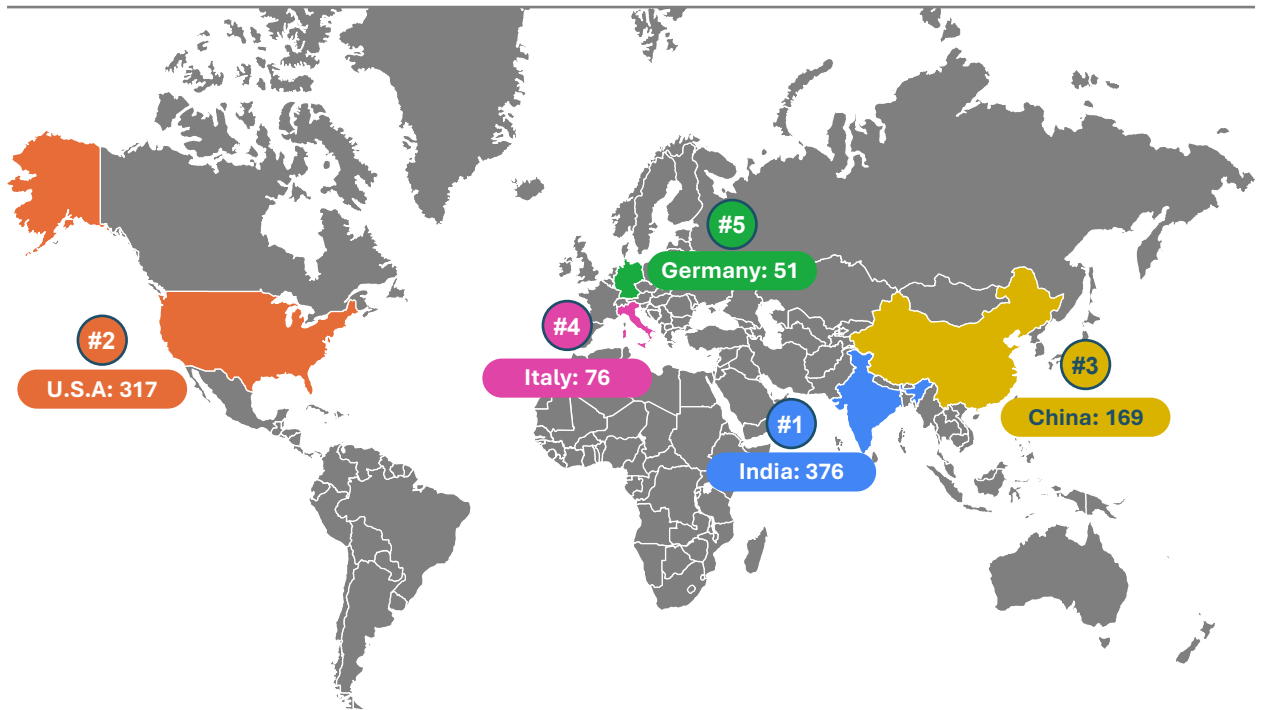 #5
Germany: 51
#4
Italy: 76
#2
U.S.A: 317
#3
China: 169
#1
India: 376